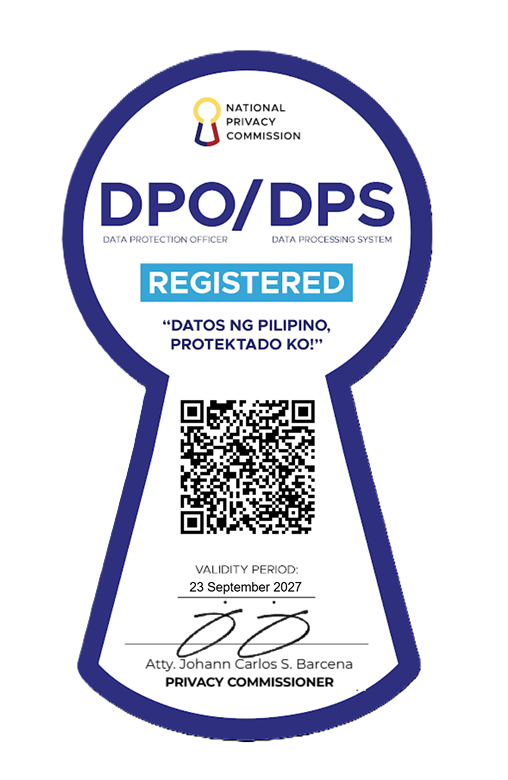 NATIONAL
PRIVACY
COMMISSION
DPO/DPS
DATA PROTECTION OFFICER DATA PROCESSING SYSTEM
REGISTERED
“DATOS NG PILIPINO,
PROTEKTADO KO!”
VALIDITY PERIOD:
23 September 2027
Atty. Johann Carlos S. Barcena
PRIVACY COMMISSIONER